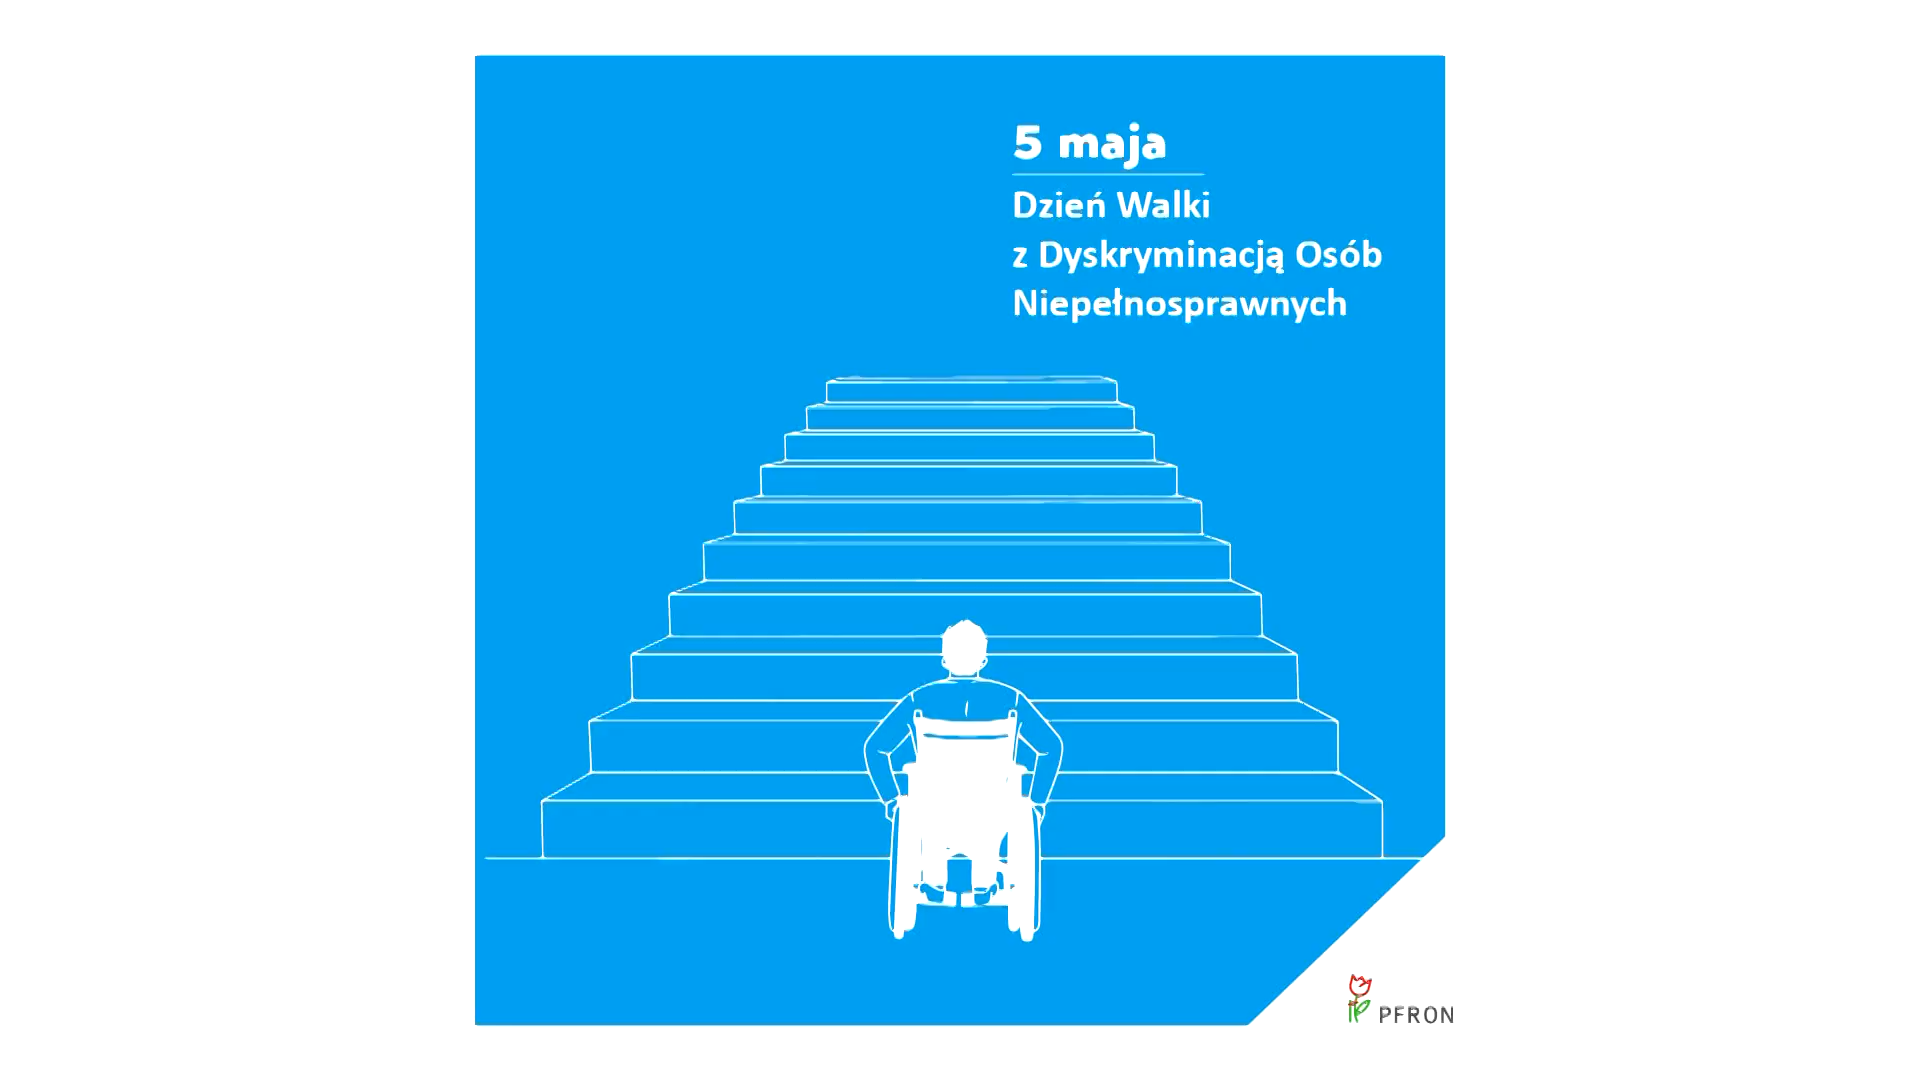 5 maja
Dzień Walki
z Dyskryminacją Osób
Niepełnosprawnych
PFRON